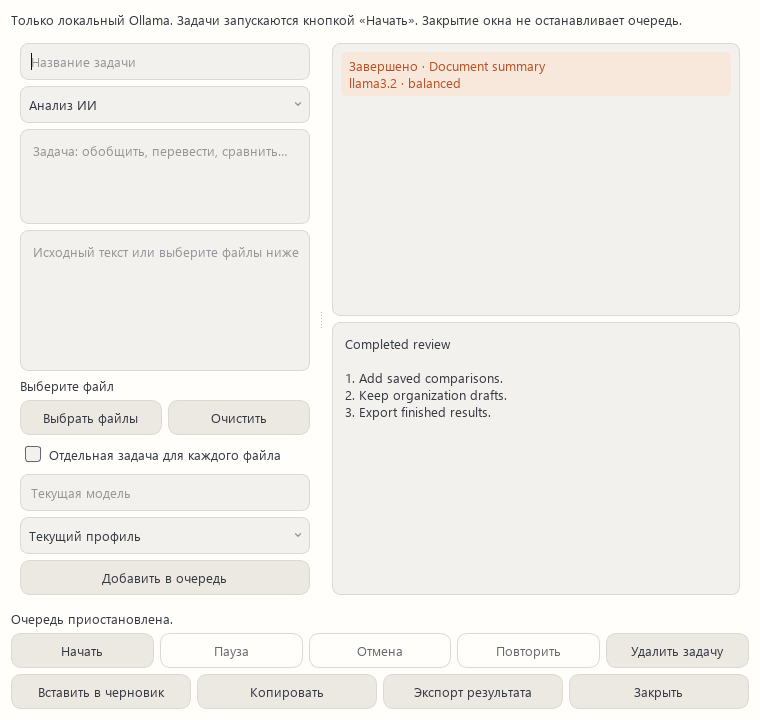 Только локальный Ollama. Задачи запускаются кнопкой «Начать». Закрытие окна не останавливает очередь.
Название задачи
Анализ ИИ
Задача: обобщить, перевести, сравнить...
Исходный текст или выберите файлы ниже
Выберите файл
Выбрать файлы
Очистить
Отдельная задача для каждого файла
Текущая модель
Текущий профиль
Добавить в очередь
Завершено · Document summary
llama3.2 · balanced
Completed review
1. Add saved comparisons.
2. Keep organization drafts.
3. Export finished results.
Очередь приостановлена.
Начать
Пауза
Отмена
Повторить
Удалить задачу
Вставить в черновик
Копировать
Экспорт результата
Закрыть